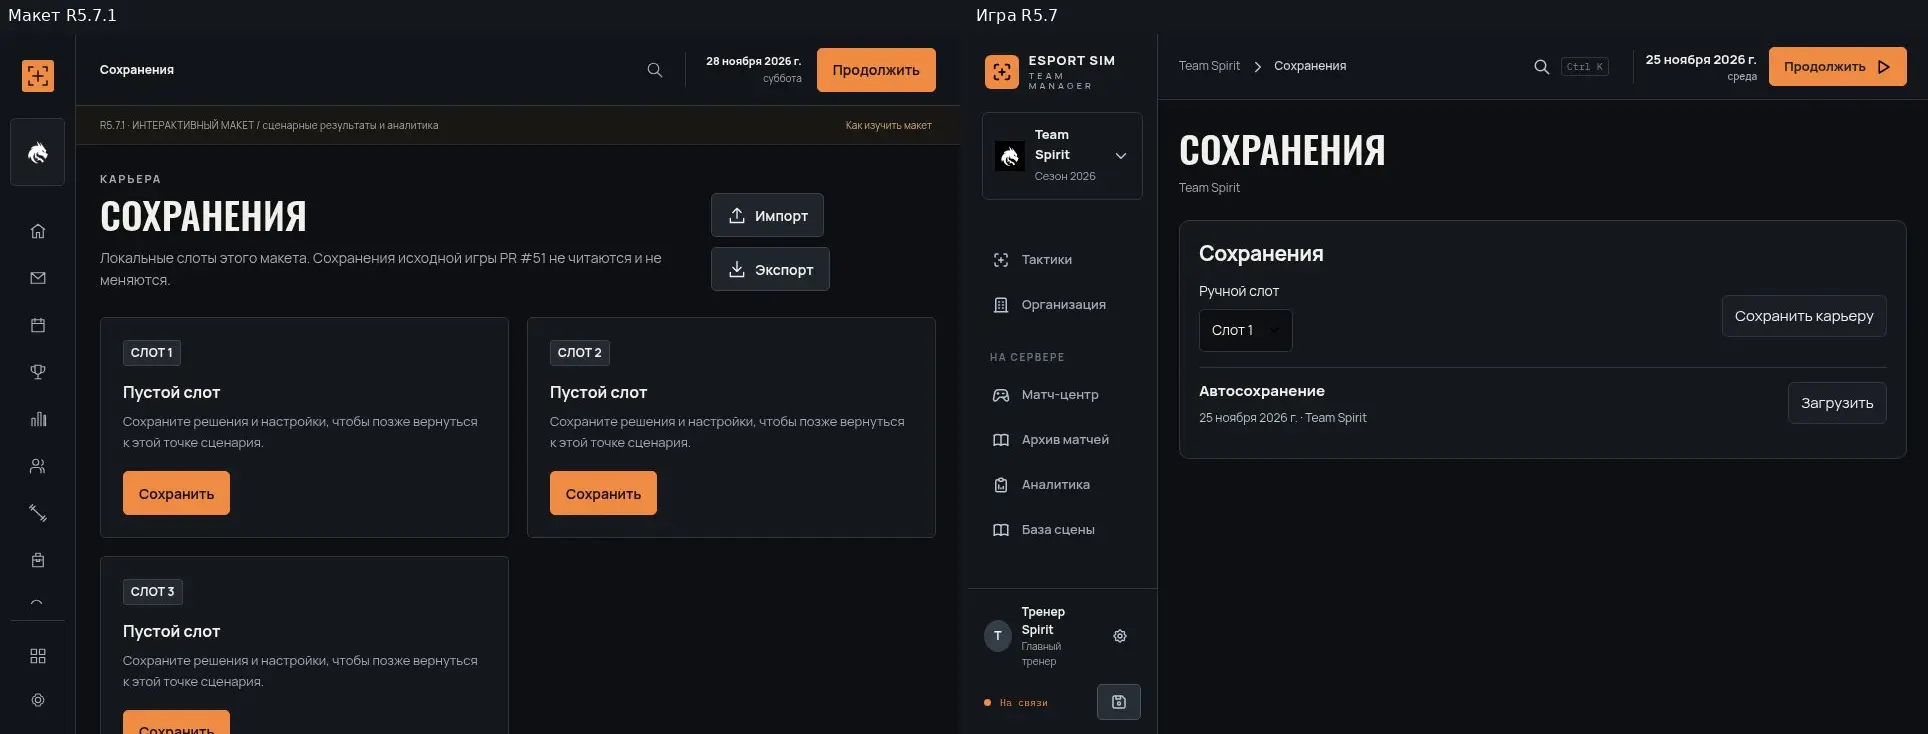 Макет R5.7.1
Сохранения
28 ноября 2026 г.
суббота
Продолжить
R5.7.1 · ИНТЕРАКТИВНЫЙ МАКЕТ / сценарные результаты и аналитика
Как изучить макет
КАРЬЕРА
СОХРАНЕНИЯ
Локальные слоты этого макета. Сохранения исходной игры PR #51 не читаются и не
меняются.
Импорт
Экспорт
СЛОТ 1
Пустой слот
Сохраните решения и настройки, чтобы позже вернуться
к этой точке сценария.
Сохранить
СЛОТ 2
Пустой слот
Сохраните решения и настройки, чтобы позже вернуться
к этой точке сценария.
Сохранить
СЛОТ 3
Пустой слот
Сохраните решения и настройки, чтобы позже вернуться
к этой точке сценария.
Сохранить
Игра R5.7
ESPORT SIM
TEAM
MANAGER
Team
Spirit
Сезон 2026
Тактики
Организация
НА СЕРВЕРЕ
Матч-центр
Архив матчей
Аналитика
База сцены
Тренер
Spirit
Главный
тренер
T
На связи
Team Spirit
Сохранения
Ctrl K
25 ноября 2026 г.
среда
Продолжить
СОХРАНЕНИЯ
Team Spirit
Сохранения
Ручной слот
Слот 1
Сохранить карьеру
Автосохранение
25 ноября 2026 г. · Team Spirit
Загрузить